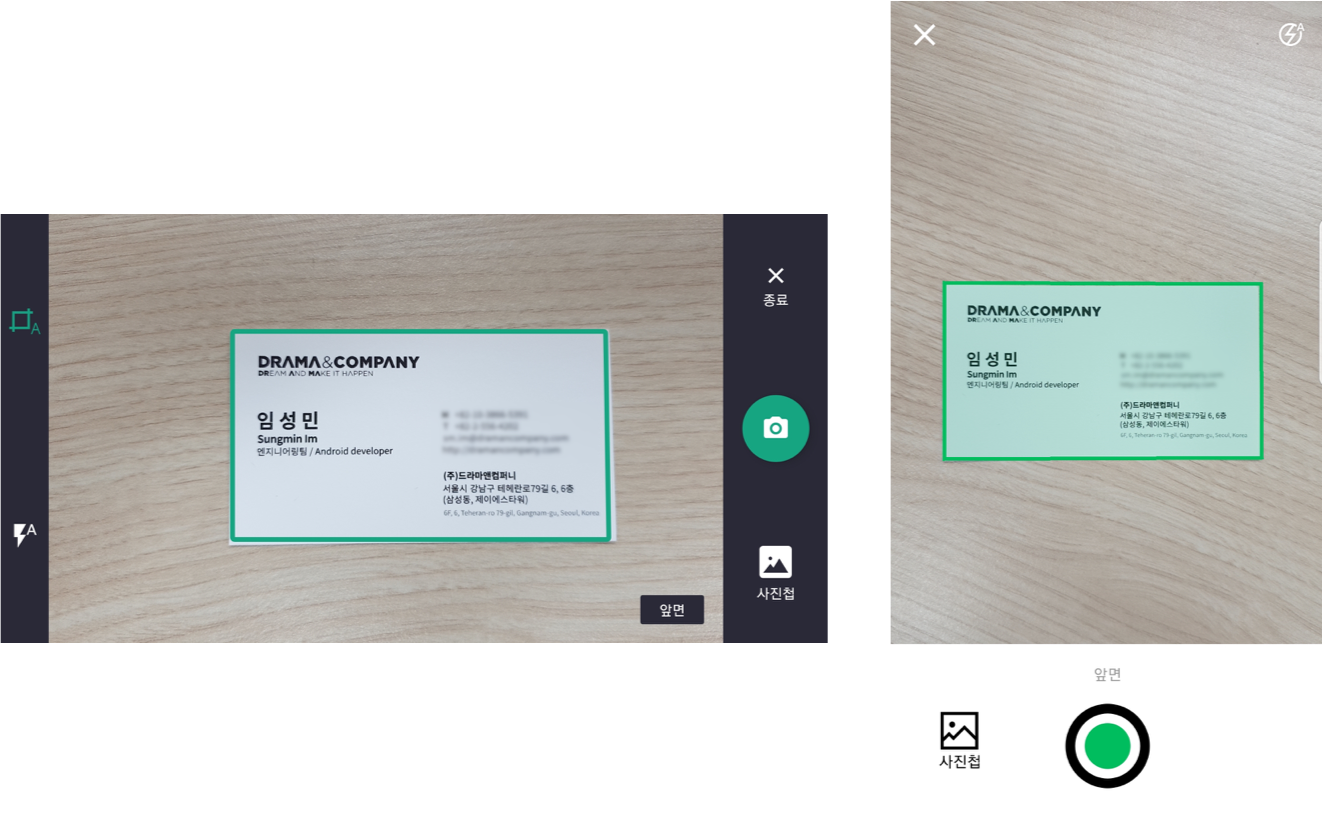 종료
A
DRAMA&COMPANY
DREAM AND MAKE IT HAPPEN
임성민
Sungmin Im
엔지니어링팀 / Android developer
(주)드라마앤컴퍼니
서울시 강남구 테헤란로79길 6, 6층
(삼성동, 제이에스타워)
6F, 6, Teheran-ro 79-gil, Gangnam-gu, Seoul, Korea
A
사진첩
앞면
A
DRAMA&COMPANY
DREAM AND MAKE IT HAPPEN
임성민
Sungmin Im
엔지니어링팀 / Android developer
(주)드라마앤컴퍼니
서울시 강남구 테헤란로79길 6, 6층
(삼성동, 제이에스타워)
6F, 6, Teheran-ro 79-gil, Gangnam-gu, Seoul, Korea
앞면
사진첩